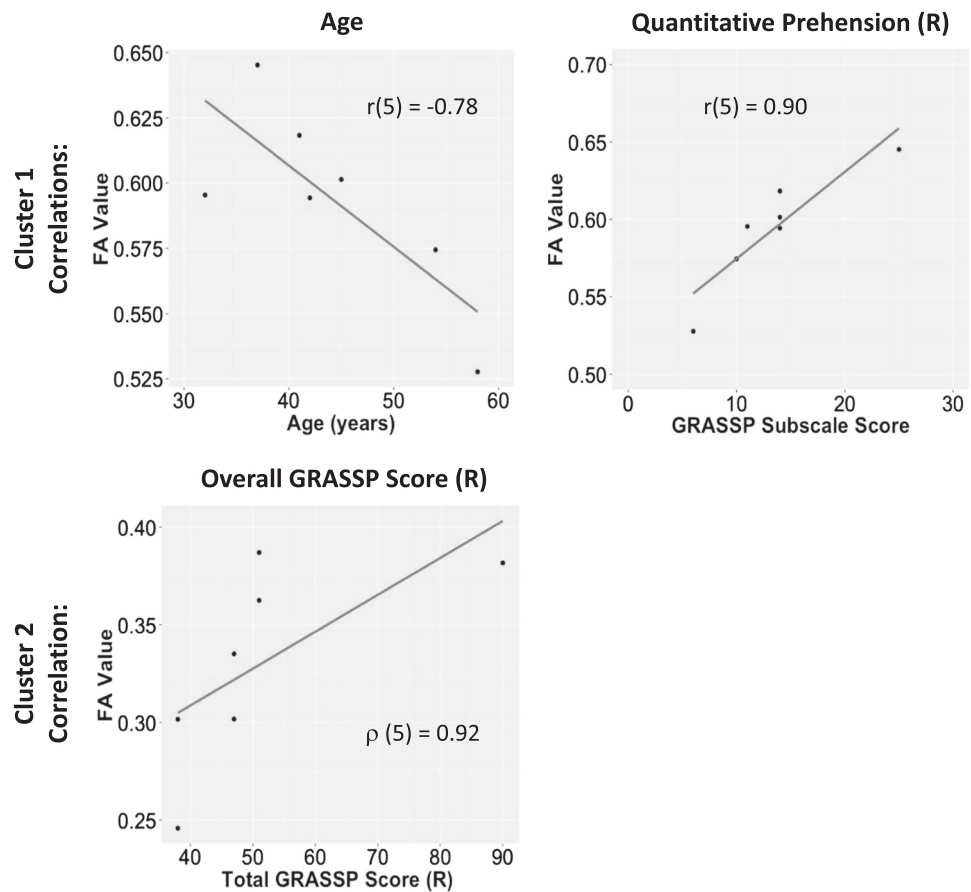 Age
Quantitative Prehension (R)
Cluster 1
Correlations:
FA Value
0.650
0.625
0.600
0.575
0.550
0.525
r(5) = -0.78
30
40
50
60
Age (years)
FA Value
0.70
0.65
0.60
0.55
0.50
r(5) = 0.90
0
10
20
30
GRASSP Subscale Score
Overall GRASSP Score (R)
Cluster 2
Correlation:
FA Value
0.40
0.35
0.30
0.25
ρ (5) = 0.92
40
50
60
70
80
90
Total GRASSP Score (R)